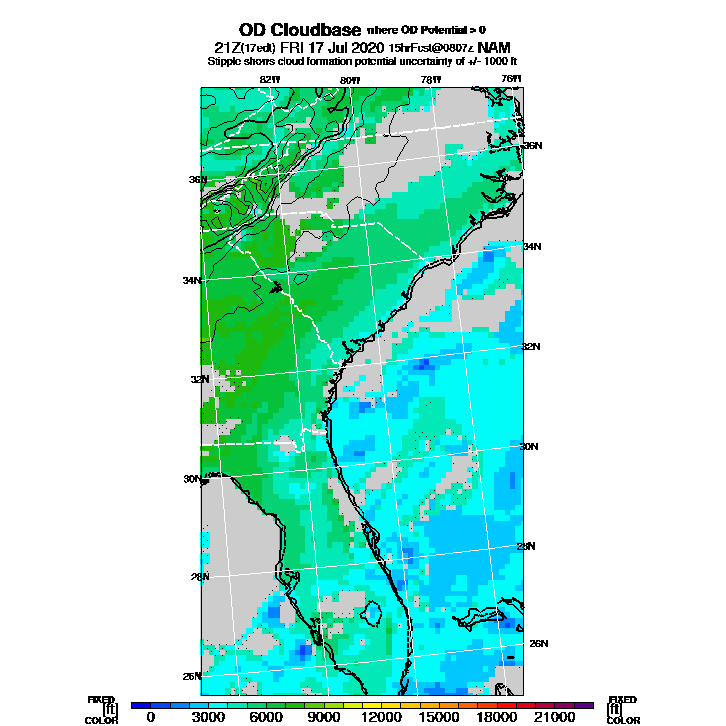 OD Cloudbase where OD Potential > 0
21Z(17edt) FRI 17 Jul 2020 15hrFcst@0807z NAM
Stipple shows cloud formation potential uncertainty of +/- 1000 ft
82W 80W 78W 76W
36N
36N
34N
34N
32N
32N
30N
30N
28N
28N
26N
26N
FIXED FIXED
[ft] [ft]
COLOR 0 3000 6000 9000 12000 15000 18000 21000 COLOR